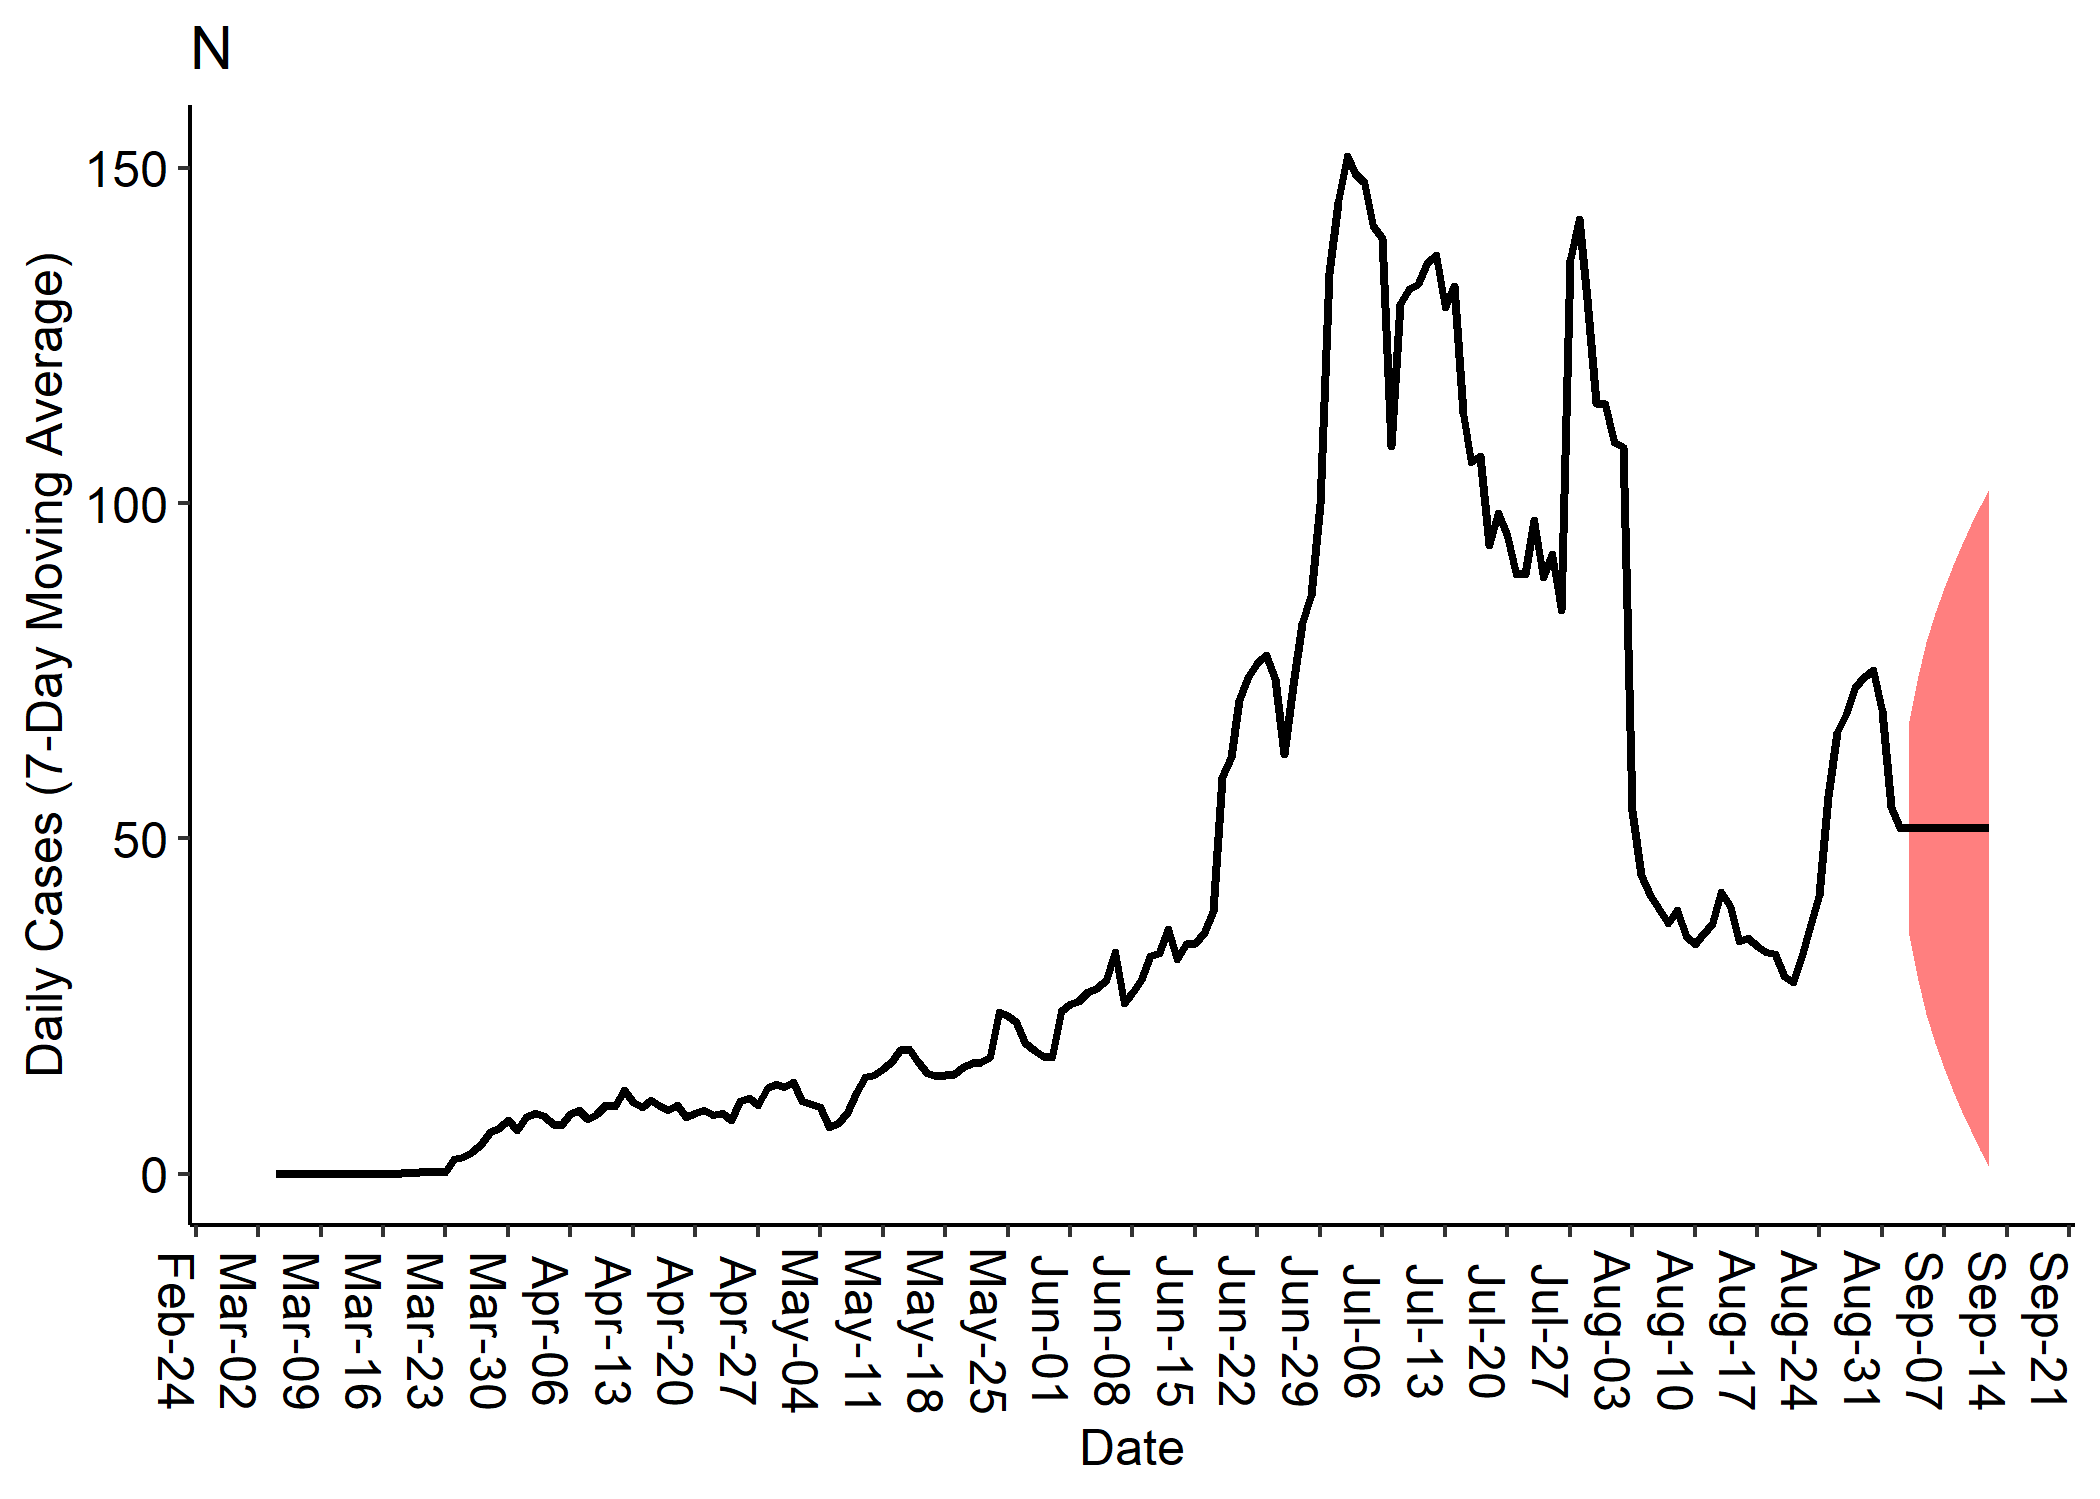 N
Daily Cases (7-Day Moving Average)
150
100
50
0
Feb-24
Mar-02
Mar-09
Mar-16
Mar-23
Mar-30
Apr-06
Apr-13
Apr-20
Apr-27
May-04
May-11
May-18
May-25
Jun-01
Jun-08
Jun-15
Jun-22
Jun-29
Jul-06
Jul-13
Jul-20
Jul-27
Aug-03
Aug-10
Aug-17
Aug-24
Aug-31
Sep-07
Sep-14
Sep-21
Date